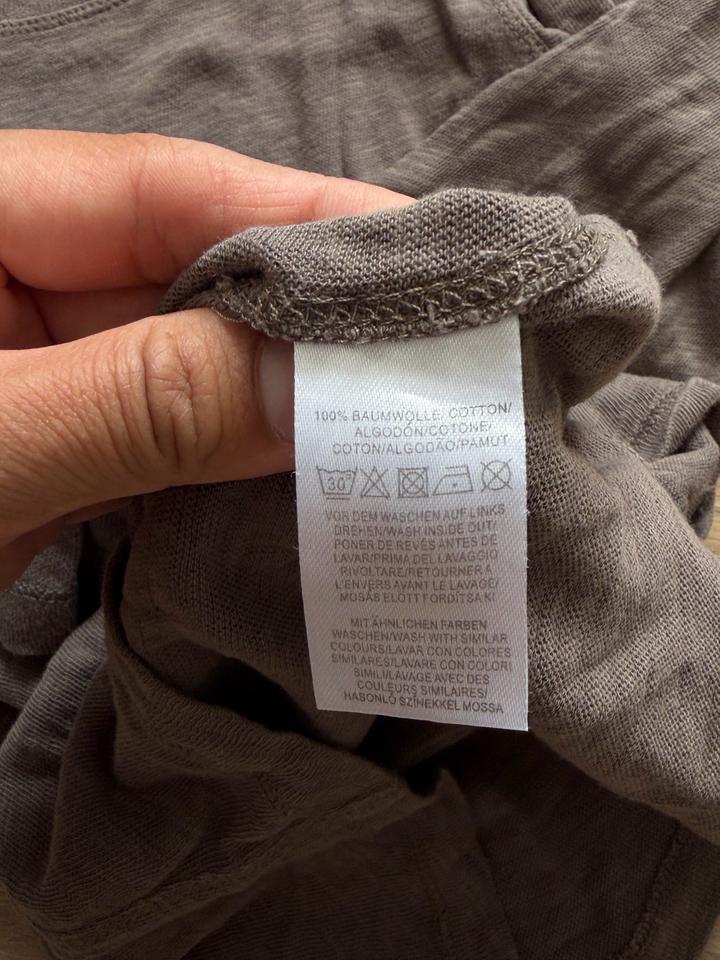 100% BAUMWOLLE/ COTTON/
ALGODÓN/COTONE/
COTON/ALGODÃO/PAMUT
30
VOR DEM WASCHEN AUF LINKS
DREHEN/WASH INSIDE OUT/
PONER DE REVÉS ANTES DE
LAVAR/PRIMA DEL LAVAGGIO
RIVOLTARE/RETOURNER A
L'ENVERS AVANT LE LAVAGE/
MOSÁS ELŐTT FORDÍTSA KI
MIT ÄHNLICHEN FARBEN
WASCHEN/WASH WITH SIMILAR
COLOURS/LAVAR CON COLORES
SIMILARES/LAVARE CON COLORI
SIMILI/LAVAGE AVEC DES
COULEURS SIMILAIRES/
HASONLÓ SZÍNEKKEL MOSSA